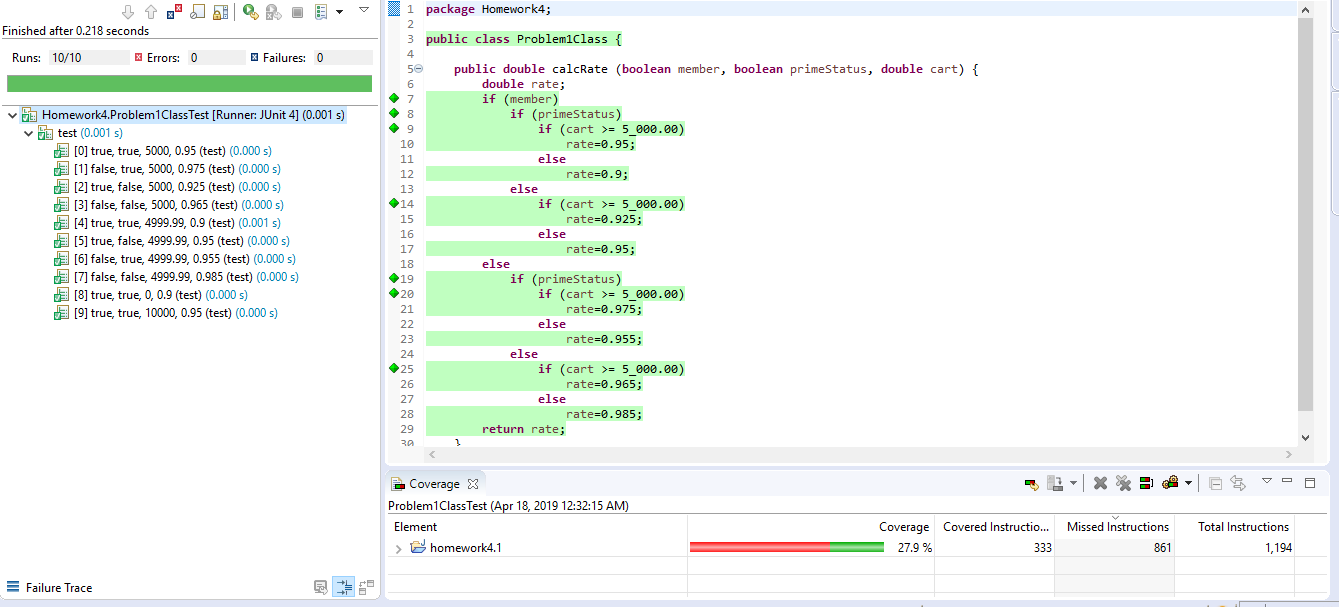 Finished after 0.218 seconds
Runs: 10/10 Errors: 0 Failures: 0
Homework4.Problem1ClassTest [Runner: JUnit 4] (0.001 s)
test (0.001 s)
[0] true, true, 5000, 0.95 (test) (0.000 s)
[1] false, true, 5000, 0.975 (test) (0.000 s)
[2] true, false, 5000, 0.925 (test) (0.000 s)
[3] false, false, 5000, 0.965 (test) (0.000 s)
[4] true, true, 4999.99, 0.9 (test) (0.001 s)
[5] true, false, 4999.99, 0.95 (test) (0.000 s)
[6] false, true, 4999.99, 0.955 (test) (0.000 s)
[7] false, false, 4999.99, 0.985 (test) (0.000 s)
[8] true, true, 0, 0.9 (test) (0.000 s)
[9] true, true, 10000, 0.95 (test) (0.000 s)
Failure Trace
1 package Homework4;
2
3 public class Problem1Class {
4
5 public double calcRate (boolean member, boolean primeStatus, double cart) {
6 double rate;
7 if (member)
8 if (primeStatus)
9 if (cart >= 5_000.00)
10 rate=0.95;
11 else
12 rate=0.9;
13 else
14 if (cart >= 5_000.00)
15 rate=0.925;
16 else
17 rate=0.95;
18 else
19 if (primeStatus)
20 if (cart >= 5_000.00)
21 rate=0.975;
22 else
23 rate=0.955;
24 else
25 if (cart >= 5_000.00)
26 rate=0.965;
27 else
28 rate=0.985;
29 return rate;
30 }
Coverage
Problem1ClassTest (Apr 18, 2019 12:32:15 AM)
Element Coverage Covered Instructio... Missed Instructions Total Instructions
homework4.1 27.9 % 333 861 1,194